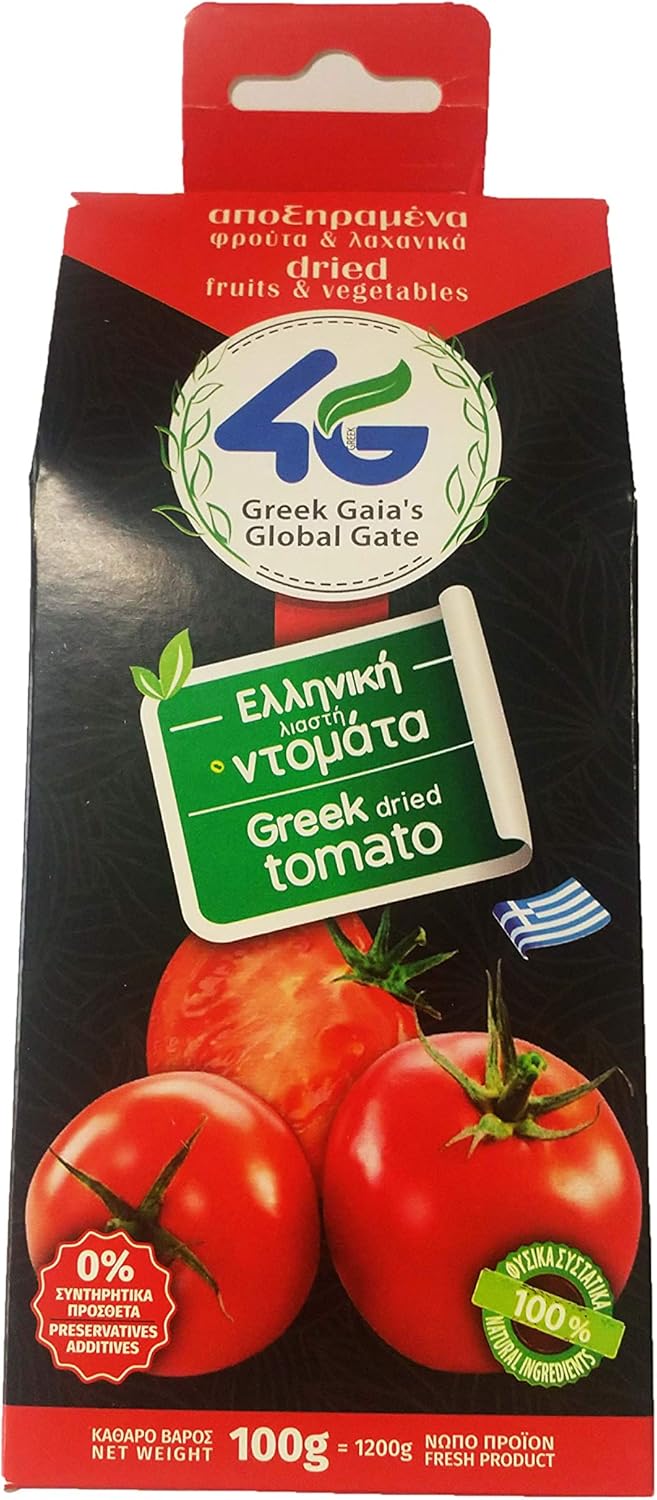 αποξηραμένα
φρούτα & λαχανικά
dried
fruits & vegetables
4G
GREEK
Greek Gaia's
Global Gate
Ελληνική
λιαστή
ντομάτα
Greek dried
tomato
0%
ΣΥΝΤΗΡΗΤΙΚΑ
ΠΡΟΣΘΕΤΑ
PRESERVATIVES
ADDITIVES
ΦΥΣΙΚΑ ΣΥΣΤΑΤΙΚΑ
100%
NATURAL INGREDIENTS
ΚΑΘΑΡΟ ΒΑΡΟΣ
NET WEIGHT
100g = 1200g
ΝΩΠΟ ΠΡΟΪΟΝ
FRESH PRODUCT